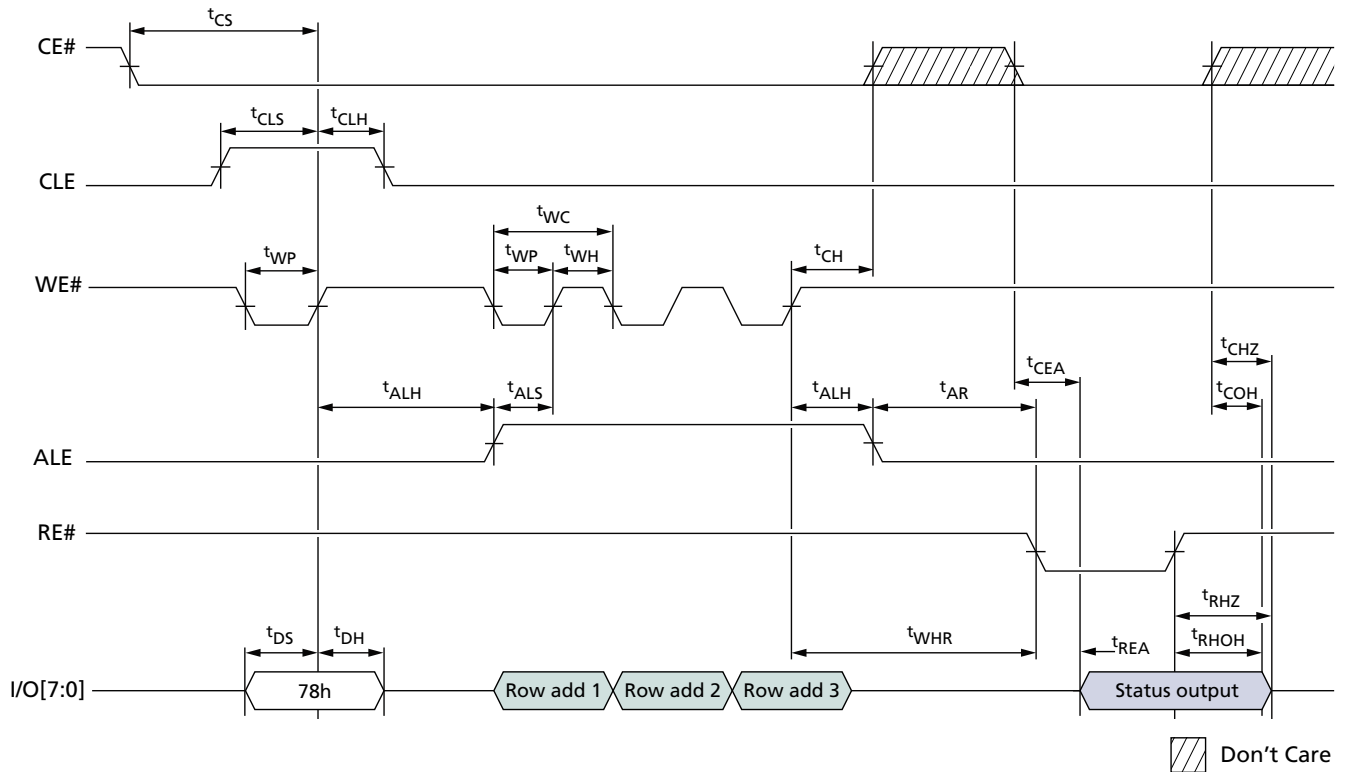 tCS
CE#
tCLS tCLH
CLE
tWC
tWP tWP tWH tCH
WE#
tCHZ
tCEA
tALH tALS tALH tAR tCOH
ALE
RE#
tRHZ
tDS tDH tWHR tREA tRHOH
I/O[7:0] 78h Row add 1 Row add 2 Row add 3 Status output
Don't Care